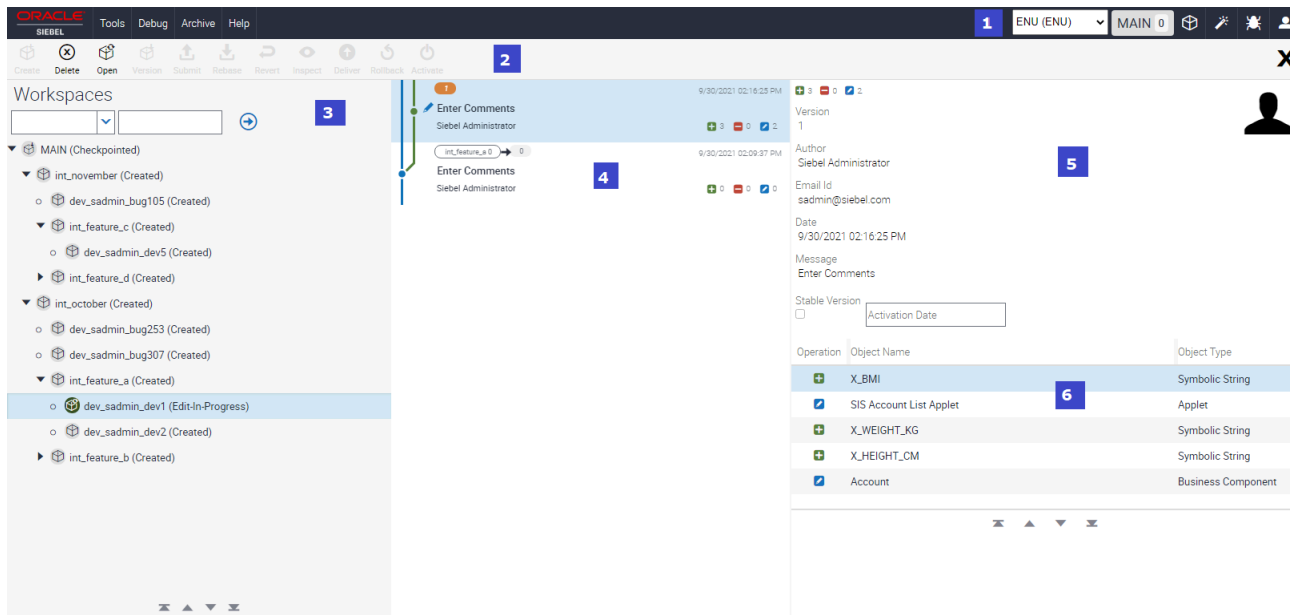 ORACLE
SIEBEL
Tools Debug Archive Help
1
ENU (ENU)
MAIN 0
Create Delete Open Version Submit Rebase Revert Inspect Deliver Rollback Activate
2
X
Workspaces
3
MAIN (Checkpointed)
int_november (Created)
dev_sadmin_bug105 (Created)
int_feature_c (Created)
dev_sadmin_dev5 (Created)
int_feature_d (Created)
int_october (Created)
dev_sadmin_bug253 (Created)
dev_sadmin_bug307 (Created)
int_feature_a (Created)
dev_sadmin_dev1 (Edit-In-Progress)
dev_sadmin_dev2 (Created)
int_feature_b (Created)
9/30/2021 02:16:25 PM
Enter Comments
Siebel Administrator
3 0 2
int_feature_a 0 0
9/30/2021 02:09:37 PM
Enter Comments
4
Siebel Administrator
0 0 0
3 0 2
Version
1
Author
Siebel Administrator
5
Email Id
sadmin@siebel.com
Date
9/30/2021 02:16:25 PM
Message
Enter Comments
Stable Version
Activation Date
Operation Object Name Object Type
X_BMI Symbolic String
6
SIS Account List Applet Applet
X_WEIGHT_KG Symbolic String
X_HEIGHT_CM Symbolic String
Account Business Component